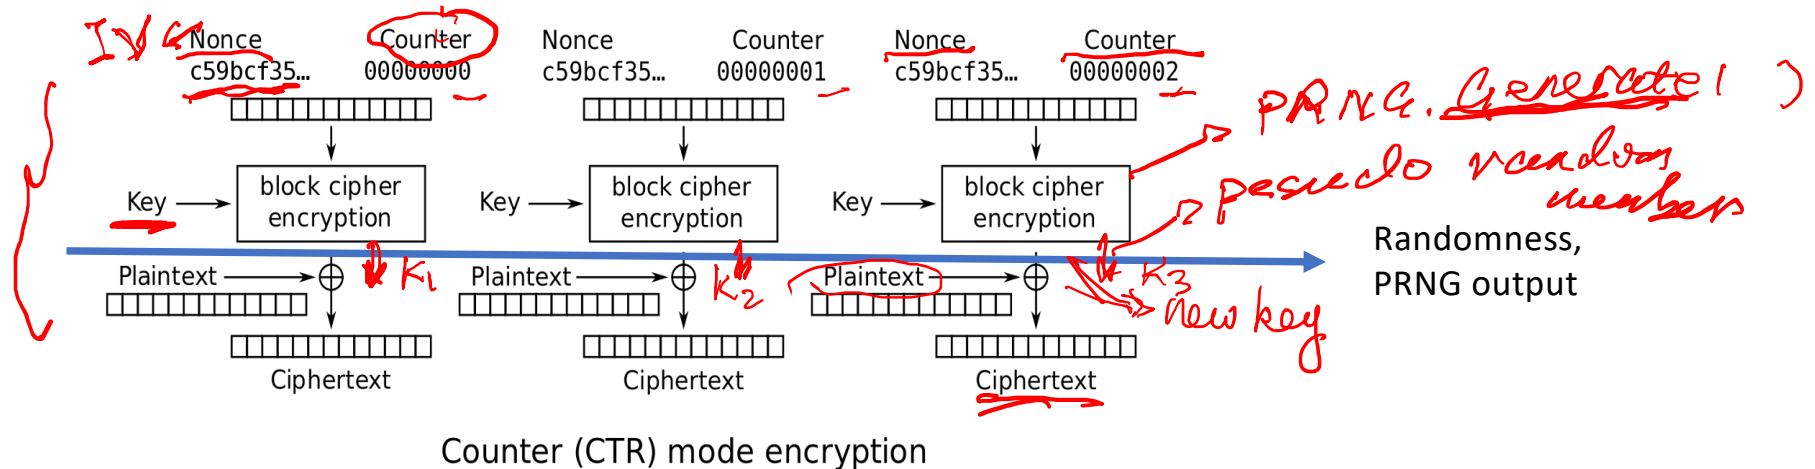 IV Nonce Counter Nonce Counter Nonce Counter
c59bcf35… 00000000 c59bcf35… 00000001 c59bcf35… 00000002
PRNG. Generate( )
block cipher encryption block cipher encryption block cipher encryption
Key Key Key
pesuedo random
numbers
Randomness,
PRNG output
Plaintext K1 Plaintext K2 Plaintext K3
new key
Ciphertext Ciphertext Ciphertext
Counter (CTR) mode encryption